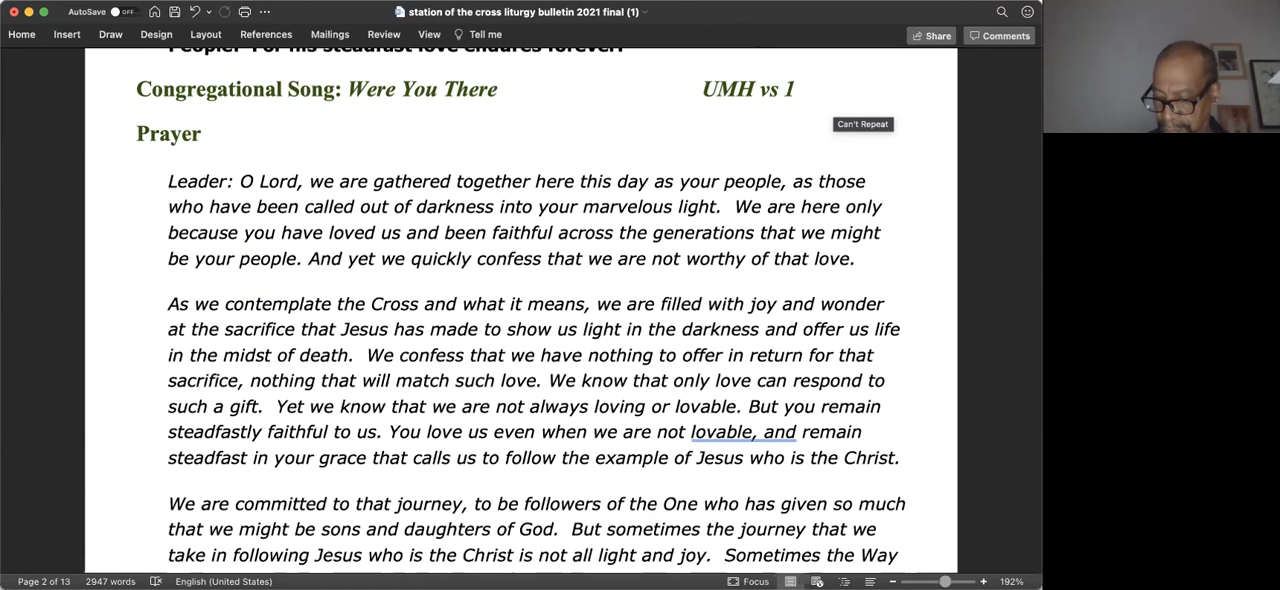 AutoSave OFF
station of the cross liturgy bulletin 2021 final (1)
Home Insert Draw Design Layout References Mailings Review View Tell me Share Comments
People: For his steadfast love endures forever.
Congregational Song: Were You There UMH vs 1
Can't Repeat
Prayer
Leader: O Lord, we are gathered together here this day as your people, as those
who have been called out of darkness into your marvelous light. We are here only
because you have loved us and been faithful across the generations that we might
be your people. And yet we quickly confess that we are not worthy of that love.
As we contemplate the Cross and what it means, we are filled with joy and wonder
at the sacrifice that Jesus has made to show us light in the darkness and offer us life
in the midst of death. We confess that we have nothing to offer in return for that
sacrifice, nothing that will match such love. We know that only love can respond to
such a gift. Yet we know that we are not always loving or lovable. But you remain
steadfastly faithful to us. You love us even when we are not lovable, and remain
steadfast in your grace that calls us to follow the example of Jesus who is the Christ.
We are committed to that journey, to be followers of the One who has given so much
that we might be sons and daughters of God. But sometimes the journey that we
take in following Jesus who is the Christ is not all light and joy. Sometimes the Way
Page 2 of 13 2947 words English (United States) Focus 192%